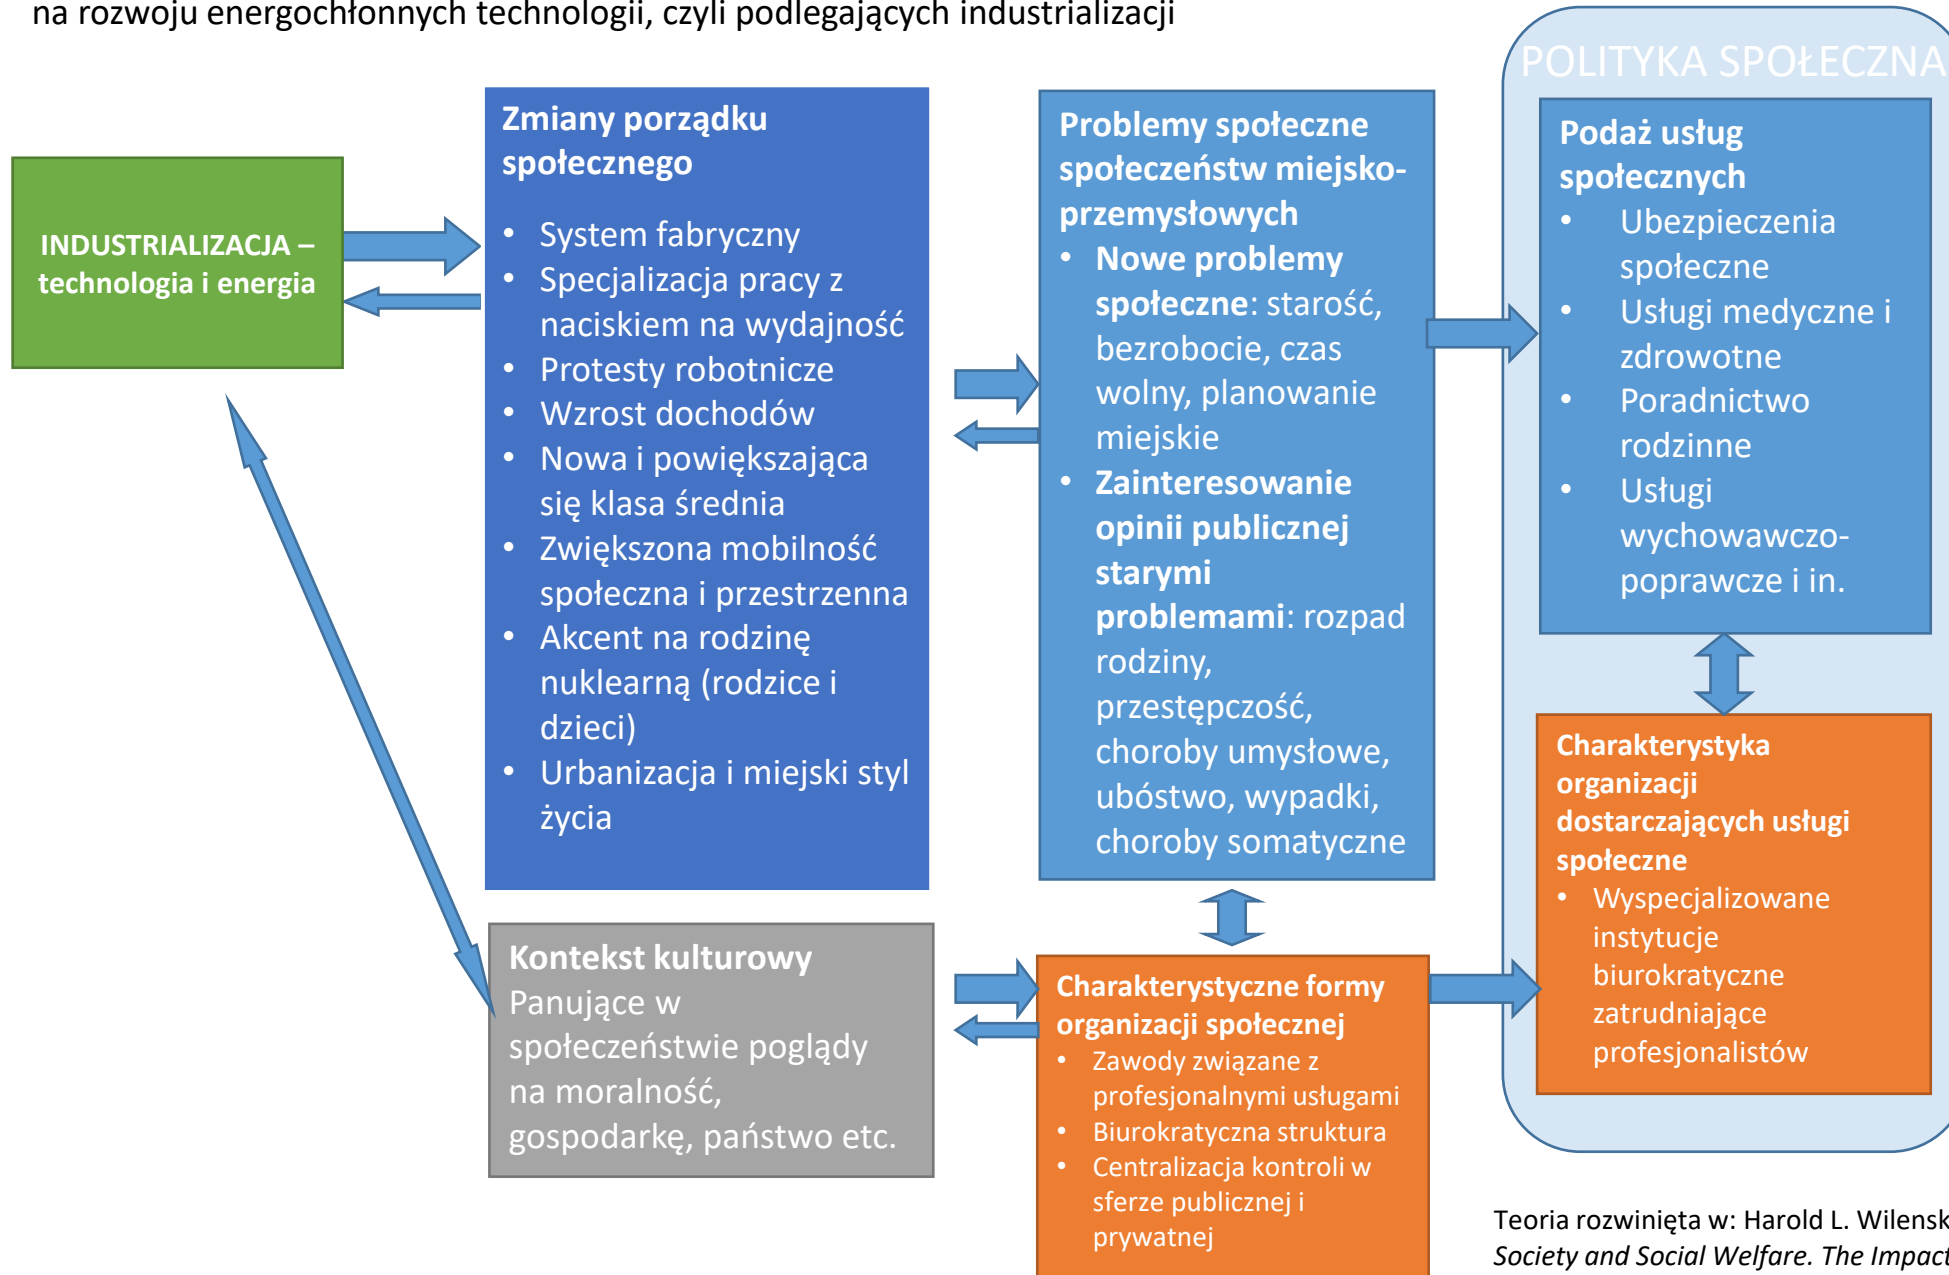 na rozwoju energochłonnych technologii, czyli podlegających industrializacji
INDUSTRIALIZACJA –
technologia i energia
Zmiany porządku
społecznego
• System fabryczny
• Specjalizacja pracy z
naciskiem na wydajność
• Protesty robotnicze
• Wzrost dochodów
• Nowa i powiększająca
się klasa średnia
• Zwiększona mobilność
społeczna i przestrzenna
• Akcent na rodzinę
nuklearną (rodzice i
dzieci)
• Urbanizacja i miejski styl
życia
Kontekst kulturowy
Panujące w
społeczeństwie poglądy
na moralność,
gospodarkę, państwo etc.
Problemy społeczne
społeczeństw miejsko-
przemysłowych
• Nowe problemy
społeczne: starość,
bezrobocie, czas
wolny, planowanie
miejskie
• Zainteresowanie
opinii publicznej
starymi
problemami: rozpad
rodziny,
przestępczość,
choroby umysłowe,
ubóstwo, wypadki,
choroby somatyczne
Charakterystyczne formy
organizacji społecznej
• Zawody związane z
profesjonalnymi usługami
• Biurokratyczna struktura
• Centralizacja kontroli w
sferze publicznej i
prywatnej
POLITYKA SPOŁECZNA
Podaż usług
społecznych
• Ubezpieczenia
społeczne
• Usługi medyczne i
zdrowotne
• Poradnictwo
rodzinne
• Usługi
wychowawczo-
poprawcze i in.
Charakterystyka
organizacji
dostarczających usługi
społeczne
• Wyspecjalizowane
instytucje
biurokratyczne
zatrudniające
profesjonalistów
Teoria rozwinięta w: Harold L. Wilensk
Society and Social Welfare. The Impact